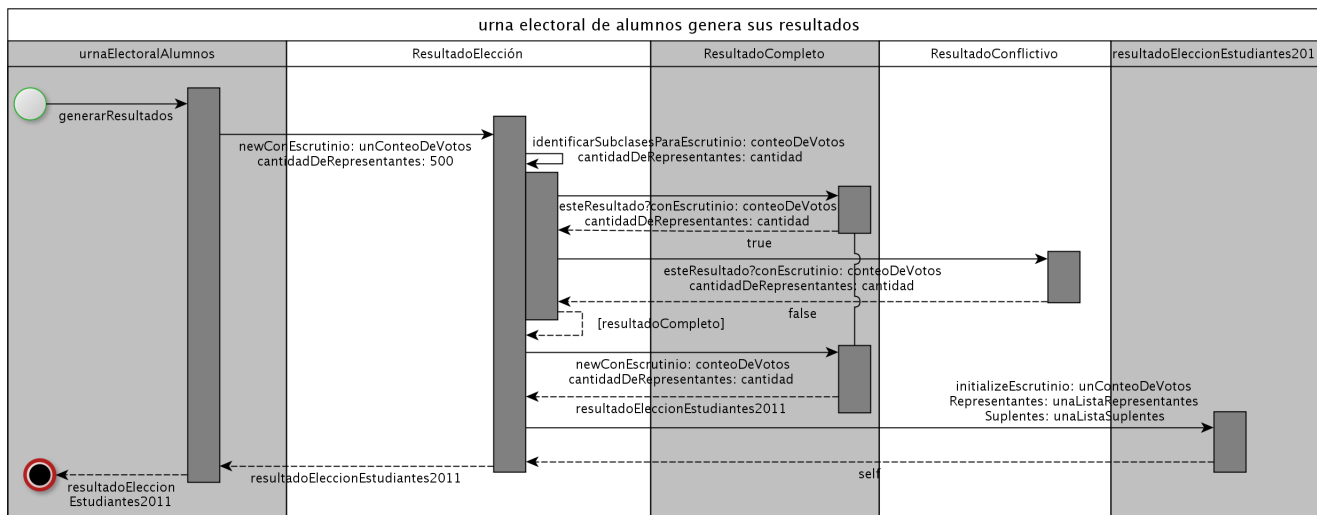 urna electoral de alumnos genera sus resultados
urnaElectoralAlumnos
ResultadoElección
ResultadoCompleto
ResultadoConflictivo
resultadoEleccionEstudiantes201
generarResultados
newConEscrutinio: unConteoDeVotos
cantidadDeRepresentantes: 500
identificarSubclasesParaEscrutinio: conteoDeVotos
cantidadDeRepresentantes: cantidad
esteResultado?conEscrutinio: conteoDeVotos
cantidadDeRepresentantes: cantidad
true
esteResultado?conEscrutinio: conteoDeVotos
cantidadDeRepresentantes: cantidad
false
[resultadoCompleto]
newConEscrutinio: conteoDeVotos
cantidadDeRepresentantes: cantidad
resultadoEleccionEstudiantes2011
initializeEscrutinio: unConteoDeVotos
Representantes: unaListaRepresentantes
Suplentes: unaListaSuplentes
self
resultadoEleccionEstudiantes2011
resultadoEleccion
Estudiantes2011